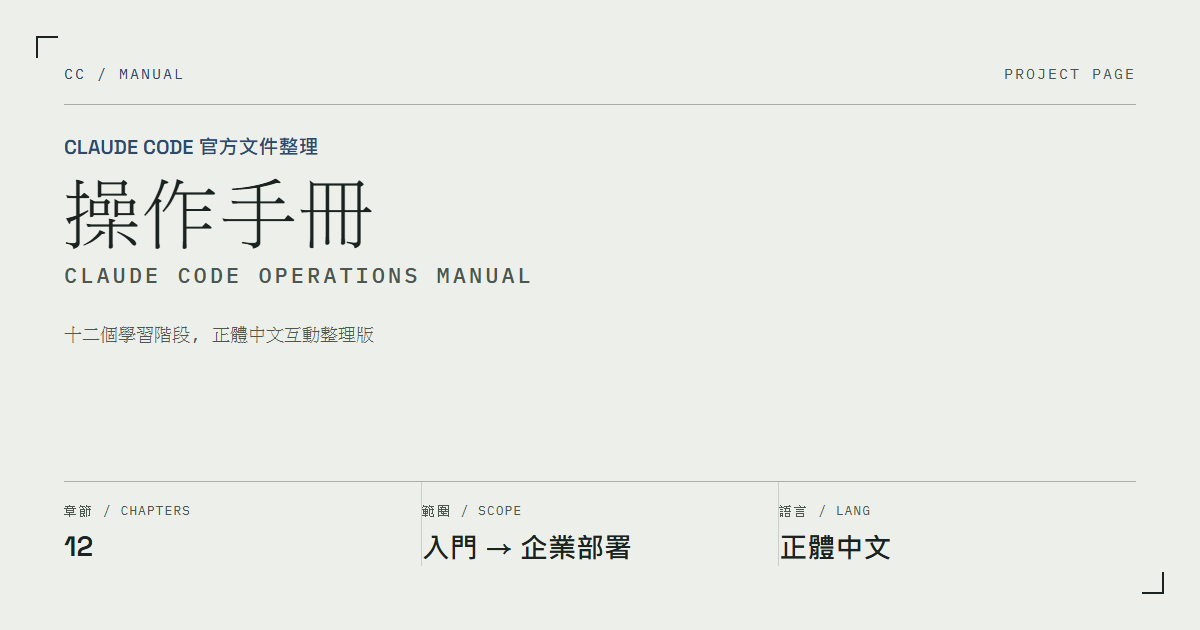 CC / MANUAL
PROJECT PAGE
CLAUDE CODE 官方文件整理
操作手冊
CLAUDE CODE OPERATIONS MANUAL
十二個學習階段, 正體中文互動整理版
章節 / CHAPTERS
12
範圍 / SCOPE
入門 → 企業部署
語言 / LANG
正體中文